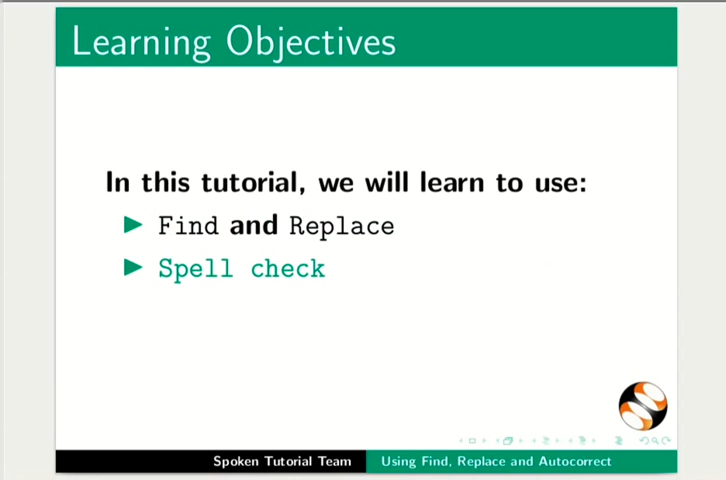 Learning Objectives
In this tutorial, we will learn to use:
Find and Replace
Spell check
Spoken Tutorial Team
Using Find, Replace and Autocorrect